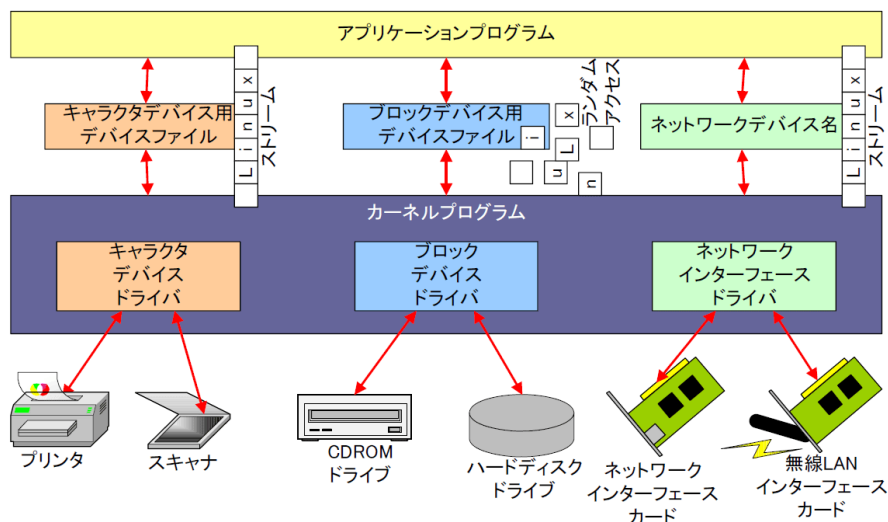 アプリケーションプログラム
キャラクタデバイス用
デバイスファイル
Linux
ストリーム
ブロックデバイス用
デバイスファイル
i
x
L
u
n
ランダム
アクセス
ネットワークデバイス名
Linux
ストリーム
カーネルプログラム
キャラクタ
デバイス
ドライバ
ブロック
デバイス
ドライバ
ネットワーク
インターフェース
ドライバ
プリンタ
スキャナ
CDROM
ドライブ
ハードディスク
ドライブ
ネットワーク
インターフェース
カード
無線LAN
インターフェース
カード